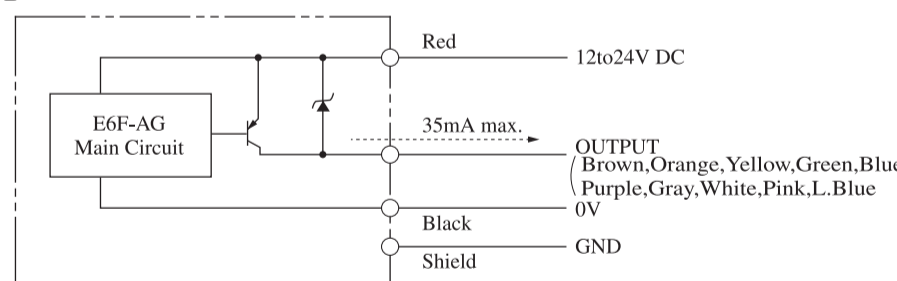 Red
12to24V DC
E6F-AG
Main Circuit
35mA max.
OUTPUT
(Brown,Orange,Yellow,Green,Blue
Purple,Gray,White,Pink,L.Blue
0V
Black
GND
Shield